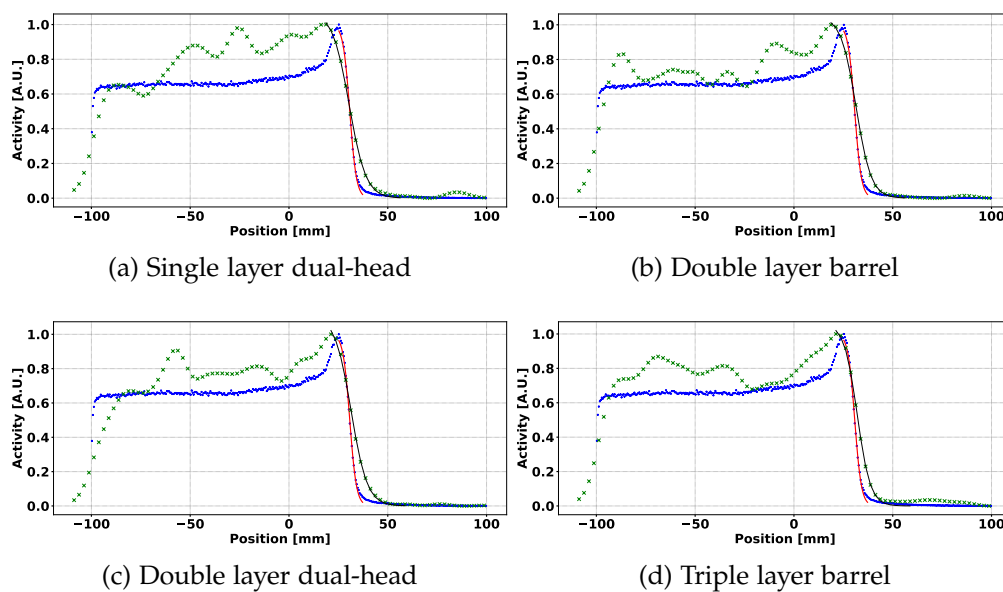 1.0
0.8
0.6
0.4
0.2
0.0
Activity [A.U.]
−100 −50 0 50 100
Position [mm]
(a) Single layer dual-head
1.0
0.8
0.6
0.4
0.2
0.0
Activity [A.U.]
−100 −50 0 50 100
Position [mm]
(b) Double layer barrel
1.0
0.8
0.6
0.4
0.2
0.0
Activity [A.U.]
−100 −50 0 50 100
Position [mm]
(c) Double layer dual-head
1.0
0.8
0.6
0.4
0.2
0.0
Activity [A.U.]
−100 −50 0 50 100
Position [mm]
(d) Triple layer barrel